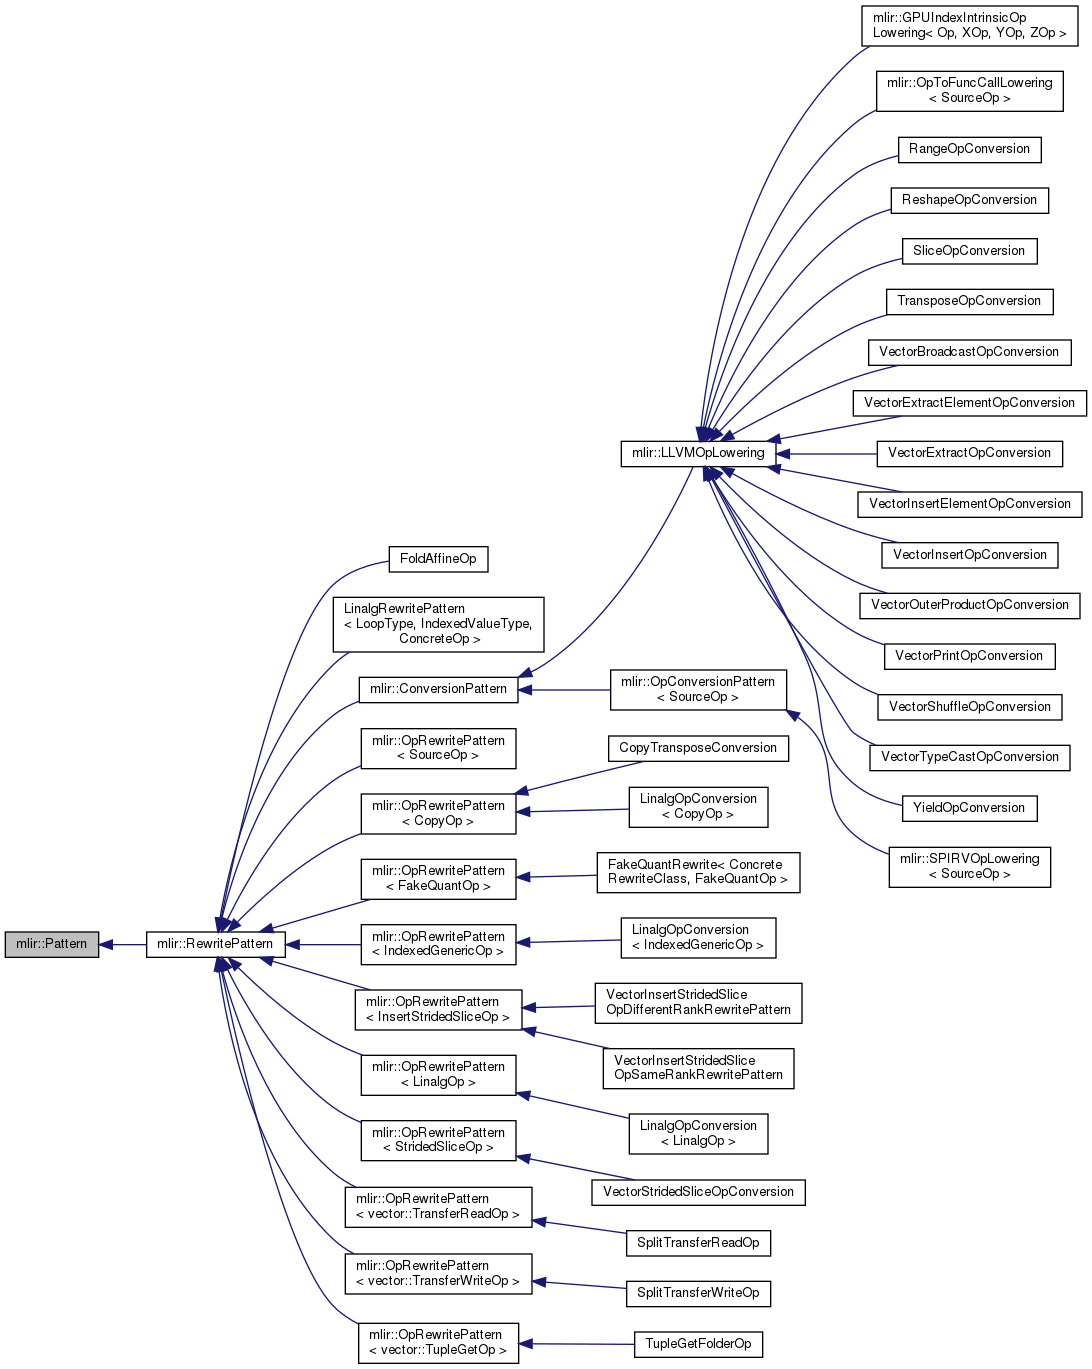 mlir::GPUIndexIntrinsicOp
Lowering< Op, XOp, YOp, ZOp >
mlir::OpToFuncCallLowering
< SourceOp >
RangeOpConversion
ReshapeOpConversion
SliceOpConversion
TransposeOpConversion
VectorBroadcastOpConversion
VectorExtractElementOpConversion
mlir::LLVMOpLowering
VectorExtractOpConversion
VectorInsertElementOpConversion
VectorInsertOpConversion
FoldAffineOp
VectorOuterProductOpConversion
LinalgRewritePattern
< LoopType, IndexedValueType,
ConcreteOp >
VectorPrintOpConversion
mlir::ConversionPattern
mlir::OpConversionPattern
< SourceOp >
VectorShuffleOpConversion
mlir::OpRewritePattern
< SourceOp >
CopyTransposeConversion
VectorTypeCastOpConversion
mlir::OpRewritePattern
< CopyOp >
LinalgOpConversion
< CopyOp >
YieldOpConversion
mlir::SPIRVOpLowering
< SourceOp >
mlir::OpRewritePattern
< FakeQuantOp >
FakeQuantRewrite< Concrete
RewriteClass, FakeQuantOp >
mlir::Pattern
mlir::RewritePattern
mlir::OpRewritePattern
< IndexedGenericOp >
LinalgOpConversion
< IndexedGenericOp >
mlir::OpRewritePattern
< InsertStridedSliceOp >
VectorInsertStridedSlice
OpDifferentRankRewritePattern
VectorInsertStridedSlice
OpSameRankRewritePattern
mlir::OpRewritePattern
< LinalgOp >
LinalgOpConversion
< LinalgOp >
mlir::OpRewritePattern
< StridedSliceOp >
VectorStridedSliceOpConversion
mlir::OpRewritePattern
< vector::TransferReadOp >
SplitTransferReadOp
mlir::OpRewritePattern
< vector::TransferWriteOp >
SplitTransferWriteOp
mlir::OpRewritePattern
< vector::TupleGetOp >
TupleGetFolderOp